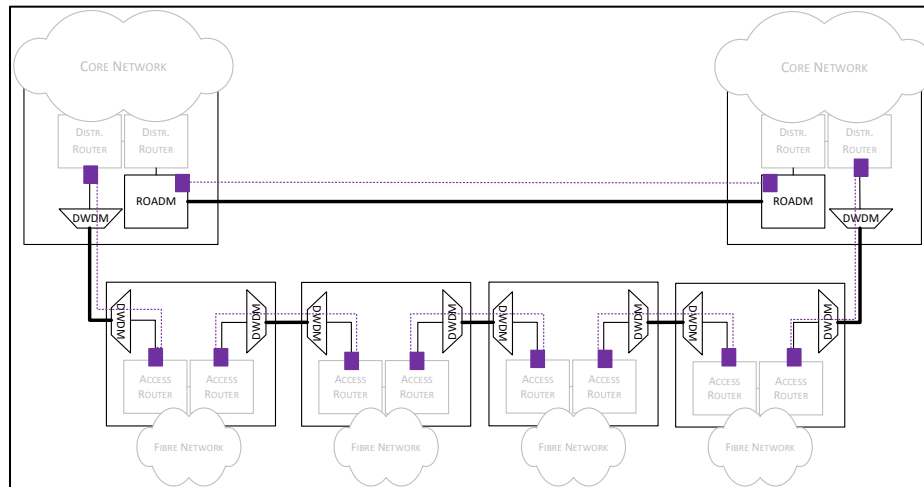 CORE NETWORK
CORE NETWORK
DISTR.
ROUTER
DISTR.
ROUTER
DISTR.
ROUTER
DISTR.
ROUTER
DWDM
ROADM
ROADM
DWDM
DWDM
DWDM
DWDM
DWDM
DWDM
DWDM
DWDM
DWDM
ACCESS
ROUTER
ACCESS
ROUTER
ACCESS
ROUTER
ACCESS
ROUTER
ACCESS
ROUTER
ACCESS
ROUTER
ACCESS
ROUTER
ACCESS
ROUTER
FIBRE NETWORK
FIBRE NETWORK
FIBRE NETWORK
FIBRE NETWORK